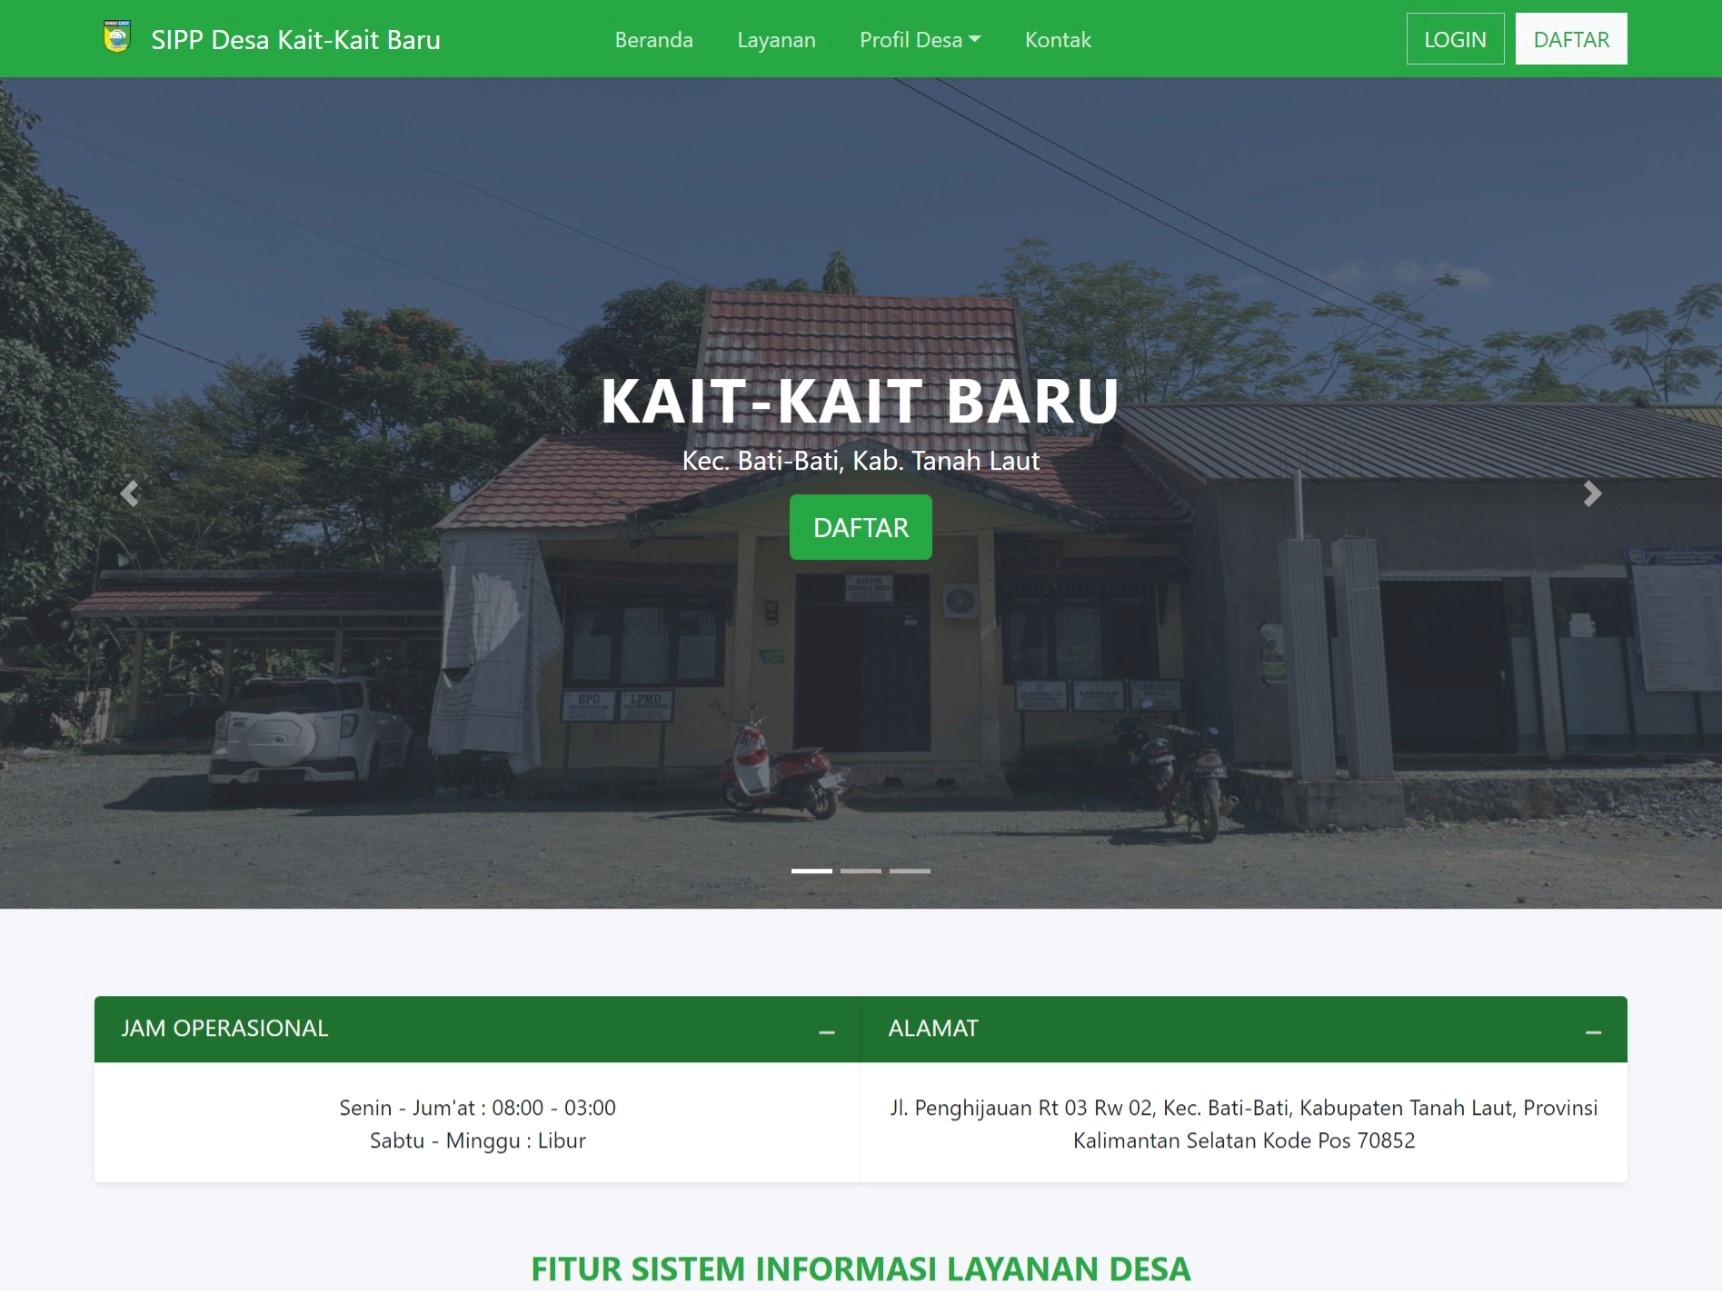 SIPP Desa Kait-Kait Baru
Beranda
Layanan
Profil Desa
Kontak
LOGIN
DAFTAR
KAIT-KAIT BARU
Kec. Bati-Bati, Kab. Tanah Laut
DAFTAR
KANTOR
KEPALA DESA
BPD
LPMD
JAM OPERASIONAL
ALAMAT
Senin - Jum'at : 08:00 - 03:00
Sabtu - Minggu : Libur
Jl. Penghijauan Rt 03 Rw 02, Kec. Bati-Bati, Kabupaten Tanah Laut, Provinsi
Kalimantan Selatan Kode Pos 70852
FITUR SISTEM INFORMASI LAYANAN DESA